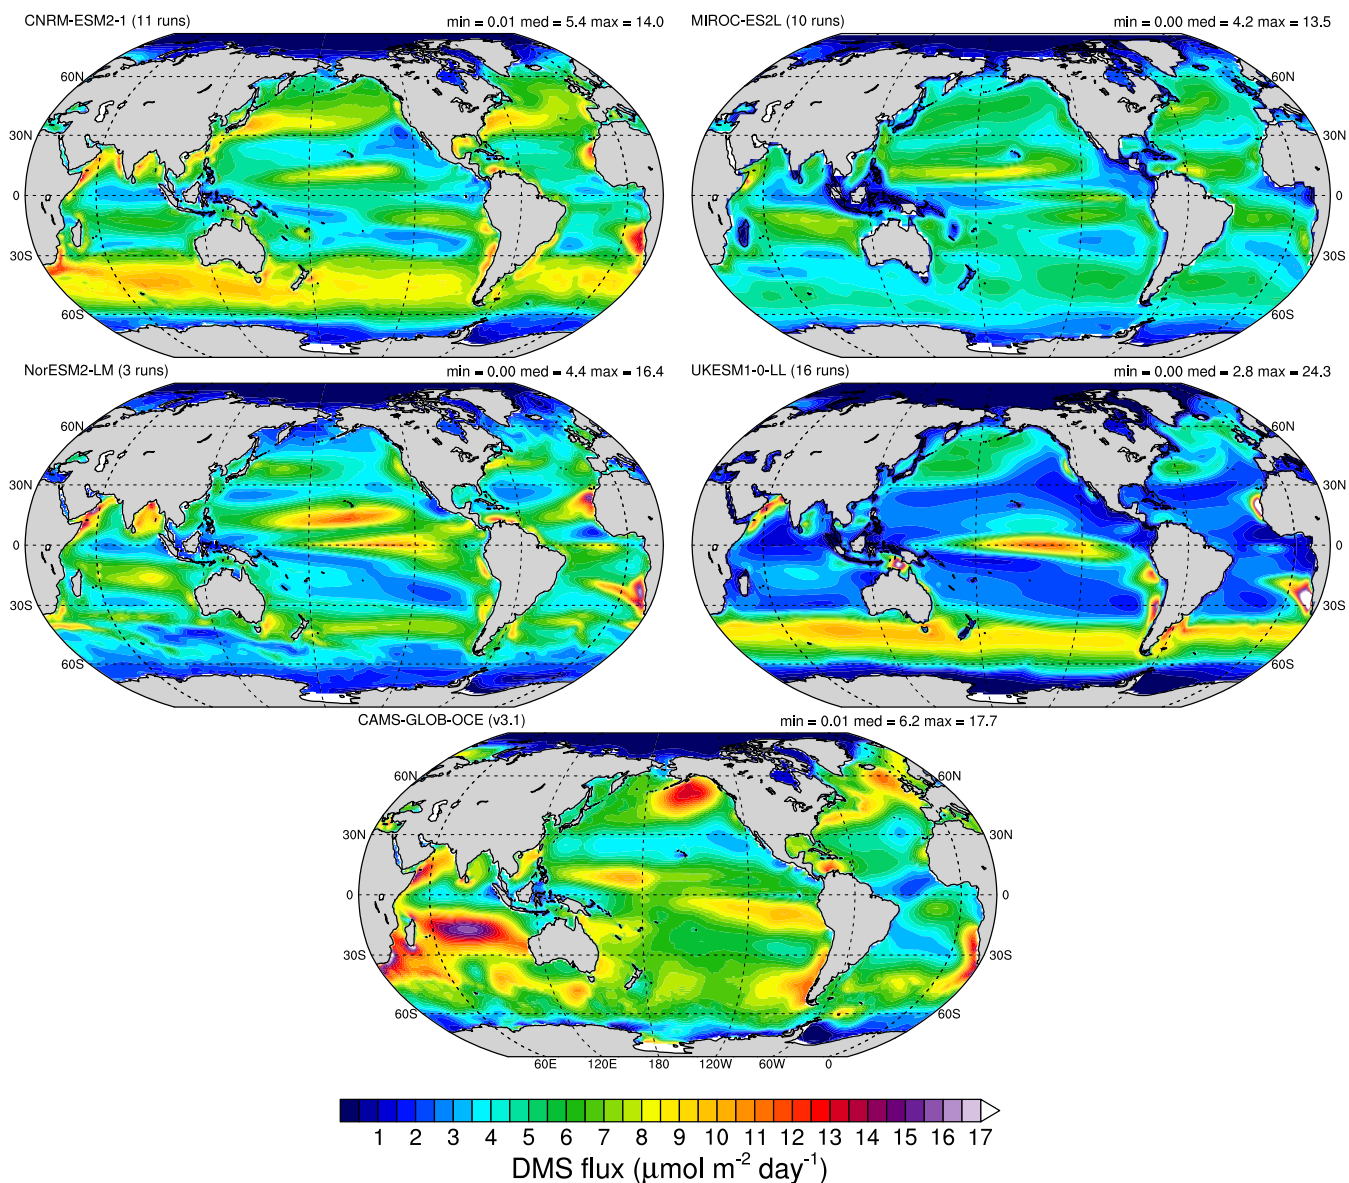 CNRM-ESM2-1 (11 runs) min = 0.01 med = 5.4 max = 14.0
MIROC-ES2L (10 runs) min = 0.00 med = 4.2 max = 13.5
60N
60N
30N
30N
0
0
30S
30S
60S
60S
NorESM2-LM (3 runs) min = 0.00 med = 4.4 max = 16.4
UKESM1-0-LL (16 runs) min = 0.00 med = 2.8 max = 24.3
60N
60N
30N
30N
0
0
30S
30S
60S
60S
CAMS-GLOB-OCE (v3.1) min = 0.01 med = 6.2 max = 17.7
60N 60N
30N 30N
0 0
30S 30S
60S 60S
60E 120E 180 120W 60W 0
1 2 3 4 5 6 7 8 9 10 11 12 13 14 15 16 17
DMS flux (μmol m⁻² day⁻¹)